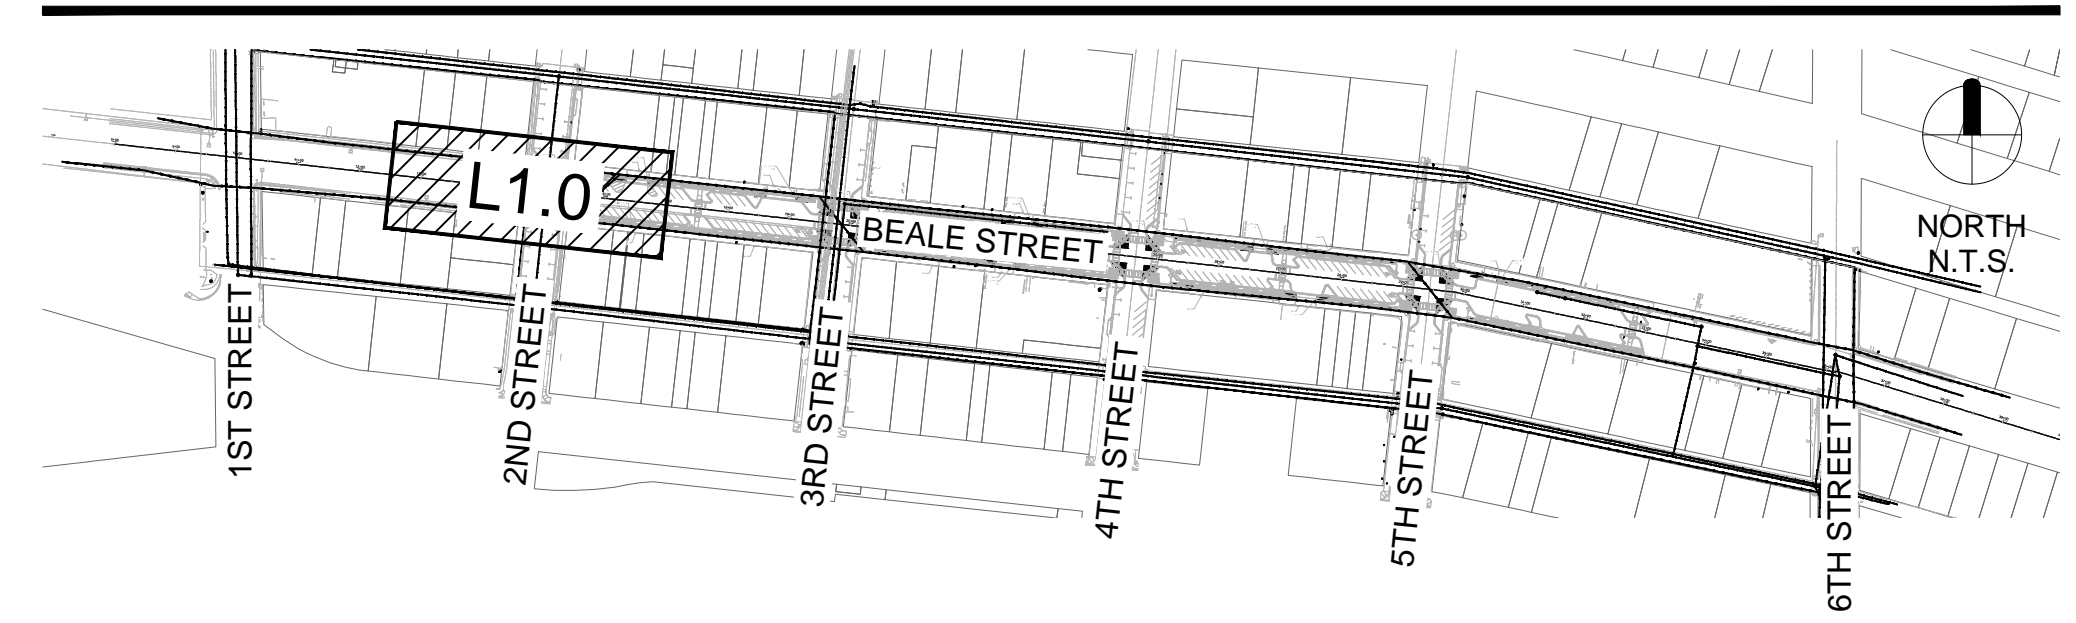 L1.0
BEALE STREET
NORTH
N.T.S.
1ST STREET
2ND STREET
3RD STREET
4TH STREET
5TH STREET
6TH STREET